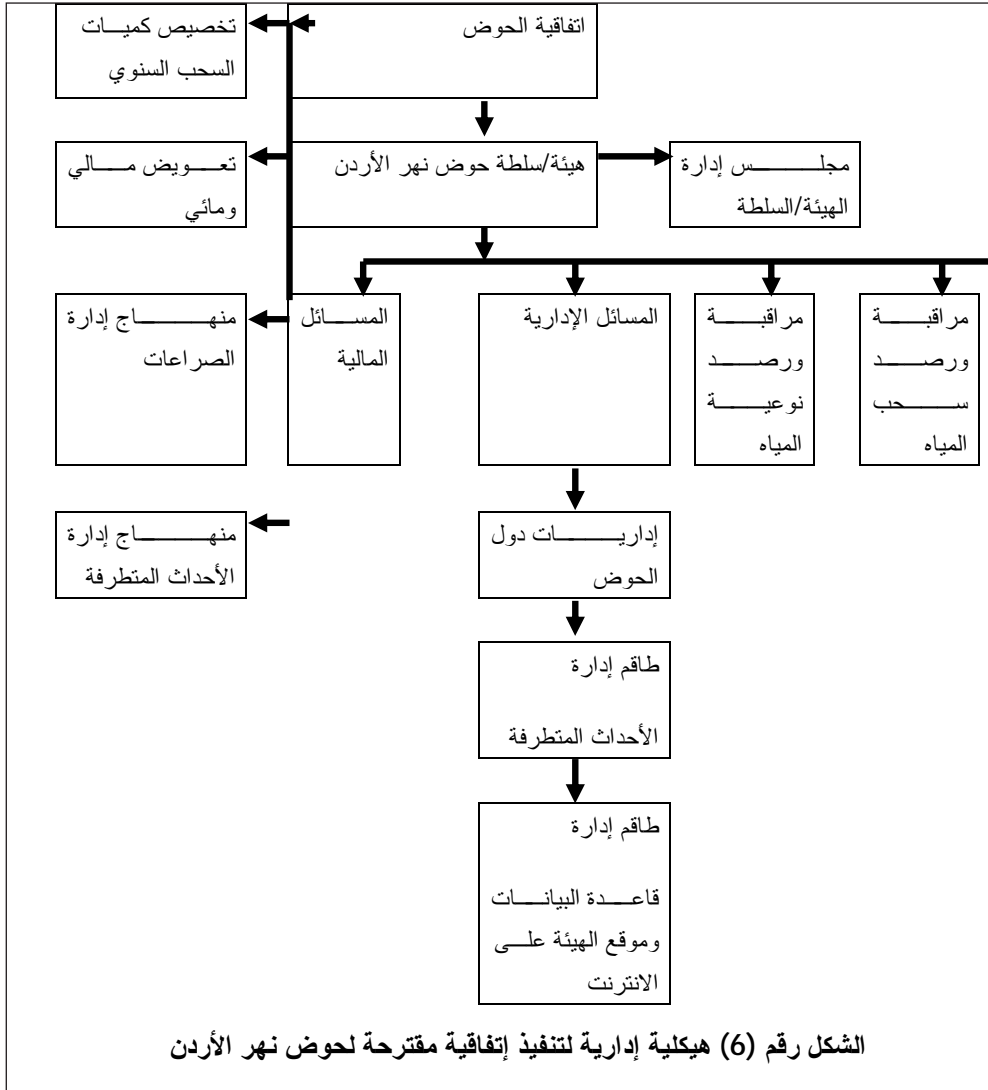 اتفاقية الحوض
تخصيص كميات
السحب السنوي
مجلس إدارة
الهيئة/السلطة
هيئة/سلطة حوض نهر الأردن
تعويض مالي
ومائي
مراقبة
ورصد
سحب
المياه
مراقبة
ورصد
نوعية
المياه
المسائل الإدارية
المسائل
المالية
منهاج إدارة
الصراعات
إداريات دول
الحوض
منهاج إدارة
الأحداث المتطرفة
طاقم إدارة
الأحداث المتطرفة
طاقم إدارة
قاعدة البيانات
وموقع الهيئة على
الانترنت
الشكل رقم (6) هيكلية إدارية لتنفيذ إتفاقية مقترحة لحوض نهر الأردن